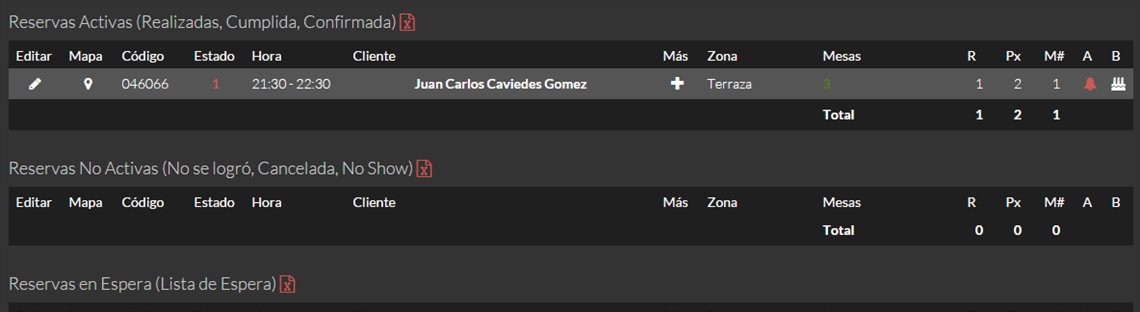 Reservas Activas (Realizadas, Cumplida, Confirmada)
Editar Mapa Código Estado Hora Cliente Más Zona Mesas R Px M# A B
046066 1 21:30 - 22:30 Juan Carlos Caviedes Gomez Terraza 3 1 2 1
Total 1 2 1
Reservas No Activas (No se logró, Cancelada, No Show)
Editar Mapa Código Estado Hora Cliente Más Zona Mesas R Px M# A B
Total 0 0 0
Reservas en Espera (Lista de Espera)